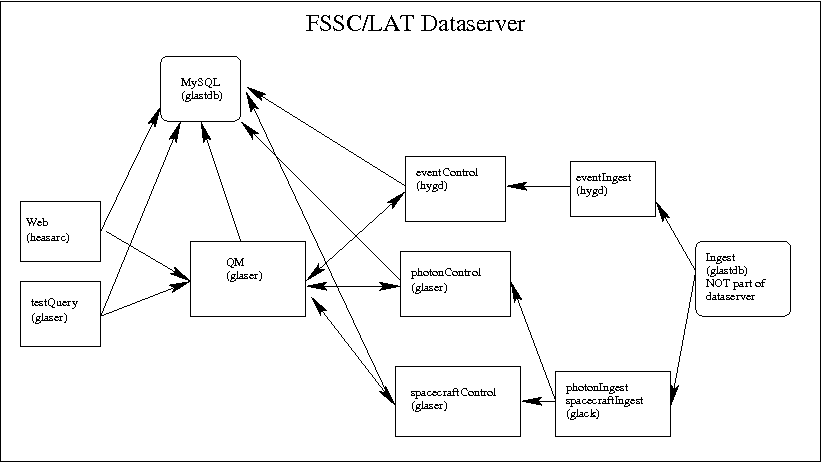 FSSC/LAT Dataserver
MySQL
(glastdb)
eventControl
(hygd)
eventIngest
(hygd)
Web
(heasarc)
QM
(glaser)
photonControl
(glaser)
Ingest
(glastdb)
NOT part of
dataserver
testQuery
(glaser)
spacecraftControl
(glaser)
photonIngest
spacecraftIngest
(glack)